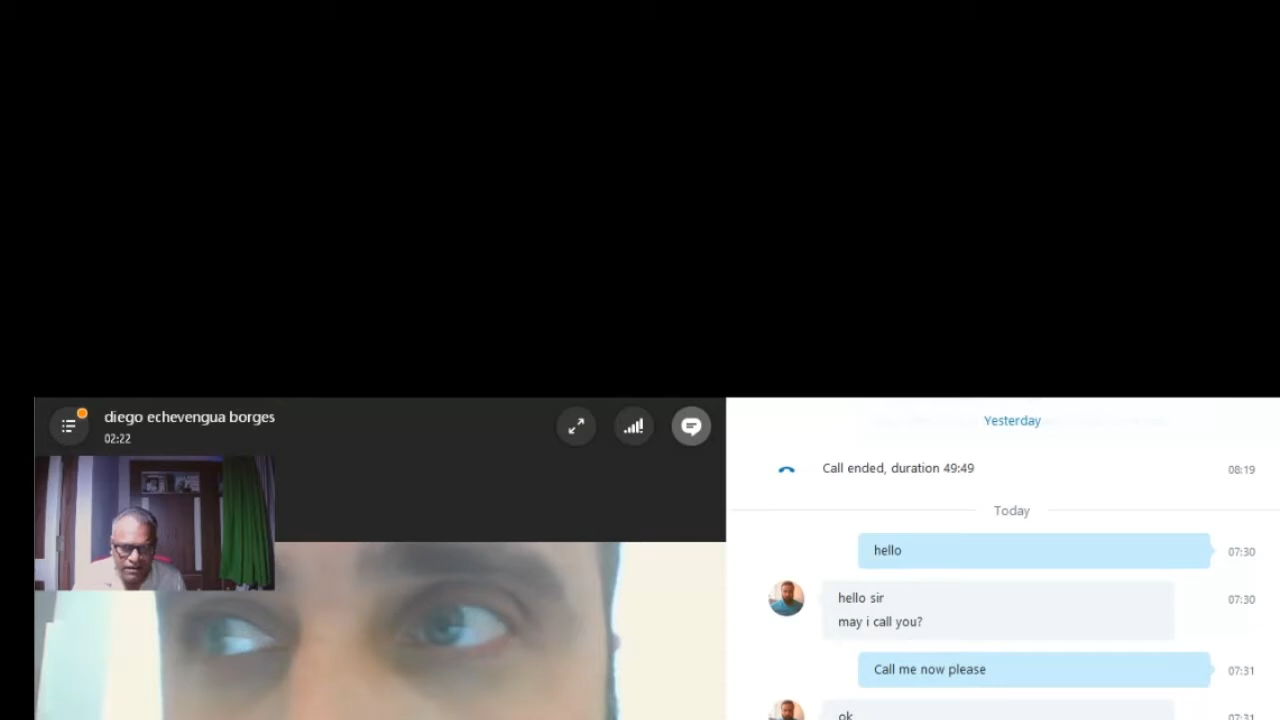 diego echevengua borges
02:22
Yesterday
Call ended, duration 49:49
08:19
Today
hello
07:30
hello sir
07:30
may i call you?
Call me now please
07:31
ok
07:31